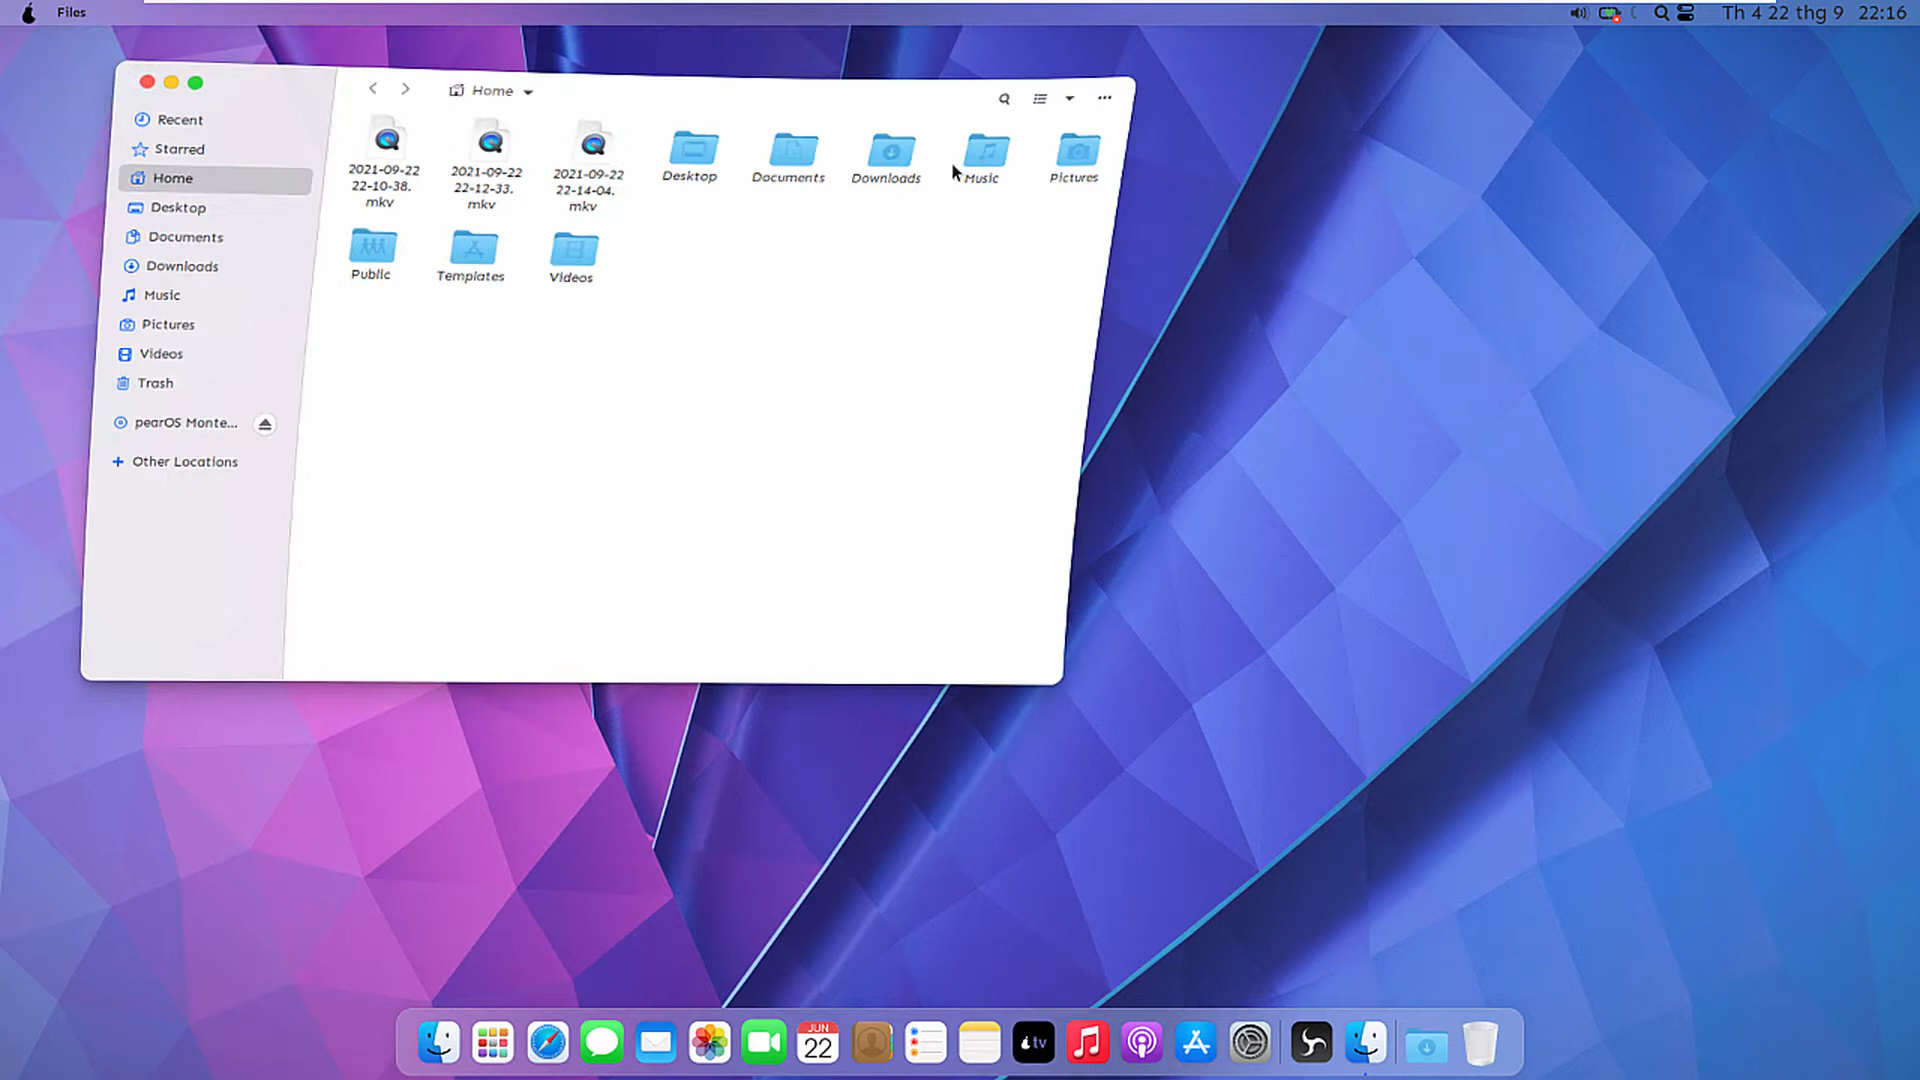 Files
Th 4 22 thg 9 22:16
Home
Recent
Starred
Home
Desktop
Documents
Downloads
Music
Pictures
Videos
Trash
pearOS Monte...
Other Locations
2021-09-22
22-10-38.
mkv
2021-09-22
22-12-33.
mkv
2021-09-22
22-14-04.
mkv
Desktop
Documents
Downloads
Music
Pictures
Public
Templates
Videos
JUN
22
tv